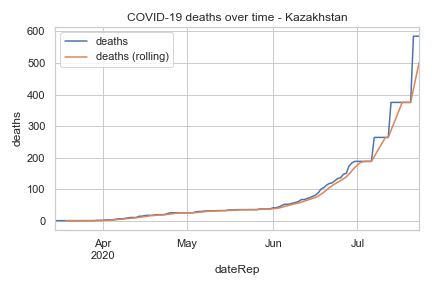 COVID-19 deaths over time - Kazakhstan
deaths
deaths (rolling)
600
500
400
300
200
100
0
deaths
Apr
2020
May
Jun
Jul
dateRep